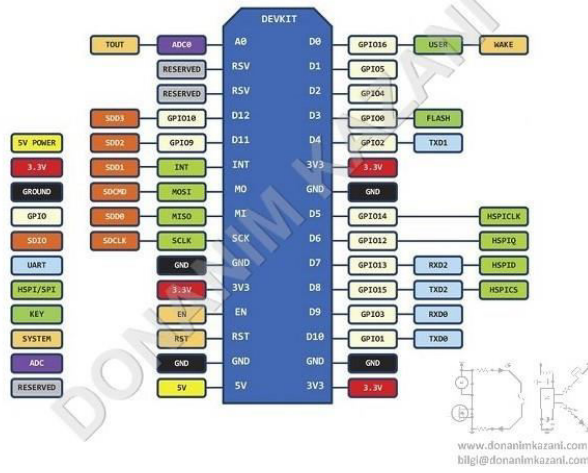 DEVKIT
TOUT ADC0 A0 D0 GPIO16 USER WAKE
RESERVED RSV D1 GPIO5
RESERVED RSV D2 GPIO4
SDD3 GPIO10 D12 D3 GPIO0 FLASH
5V POWER SDD2 GPIO9 D11 D4 GPIO2 TXD1
3.3V SDD1 INT INT 3V3 3.3V
GROUND SDCMD MOSI MO GND GND
GPIO SDD0 MISO MI D5 GPIO14 HSPICLK
SDIO SDCLK SCLK SCK D6 GPIO12 HSPIQ
UART GND GND D7 GPIO13 RXD2 HSPID
HSPI/SPI 3.3V 3V3 D8 GPIO15 TXD2 HSPICS
KEY EN EN D9 GPIO3 RXD0
SYSTEM RST RST D10 GPIO1 TXD0
ADC GND GND GND GND
RESERVED 5V 5V 3V3 3.3V
DONANIM KAZANI
www.donanimkazani.com
bilgi@donanimkazani.com